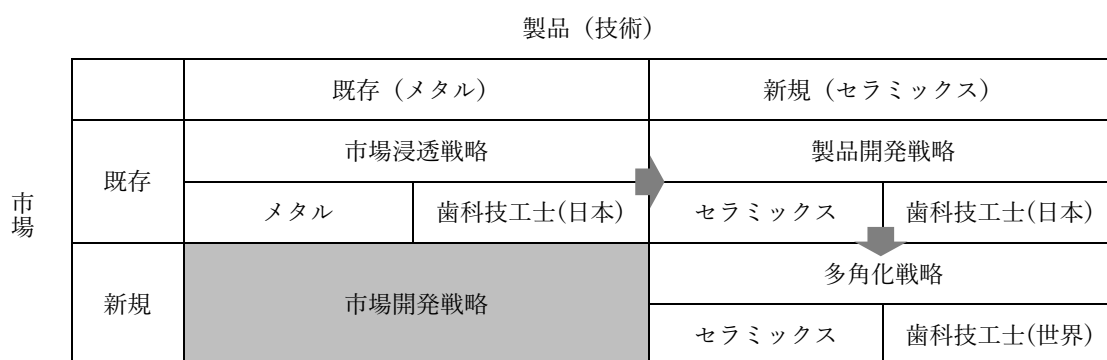 製品（技術）
既存（メタル） 新規（セラミックス）
市場浸透戦略 製品開発戦略
既存
市場
メタル 歯科技工士(日本) セラミックス 歯科技工士(日本)
多角化戦略
新規 市場開発戦略
セラミックス 歯科技工士(世界)